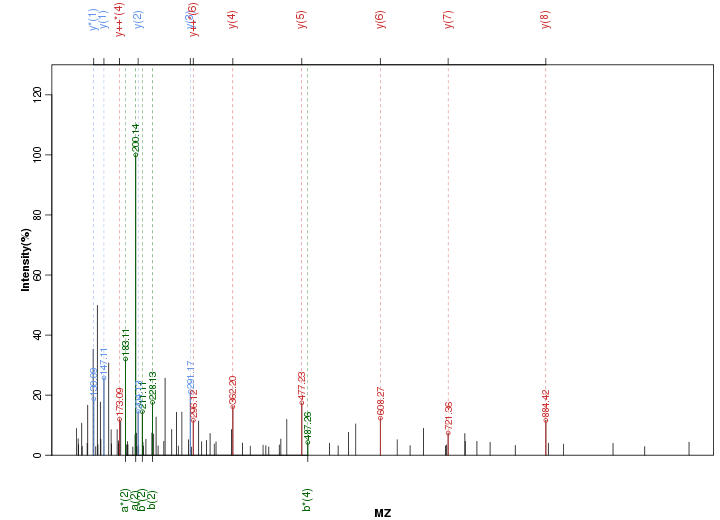 y*(1)
y(1)
y++*(4)
y(2)
y++*(6)
y(4)
y(5)
y(6)
y(7)
y(8)
Intensity(%)
0
20
40
60
80
100
120
130.09
147.11
173.09
183.11
200.14
211.11
228.13
291.17
296.12
362.20
477.23
487.26
608.27
721.36
884.42
a*(2)
a(2)
b*(2)
b(2)
b*(4)
MZ